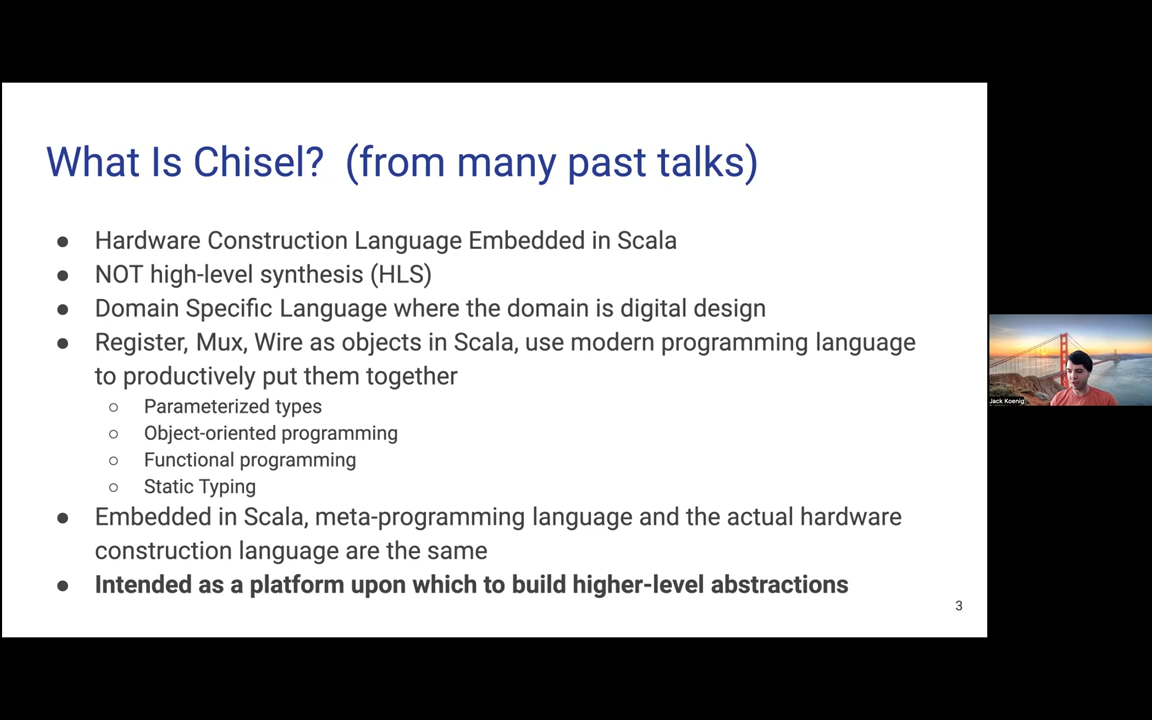 What Is Chisel?  (from many past talks)
● Hardware Construction Language Embedded in Scala
● NOT high-level synthesis (HLS)
● Domain Specific Language where the domain is digital design
● Register, Mux, Wire as objects in Scala, use modern programming language
to productively put them together
○ Parameterized types
○ Object-oriented programming
○ Functional programming
○ Static Typing
● Embedded in Scala, meta-programming language and the actual hardware
construction language are the same
● Intended as a platform upon which to build higher-level abstractions
3
Jack Koenig